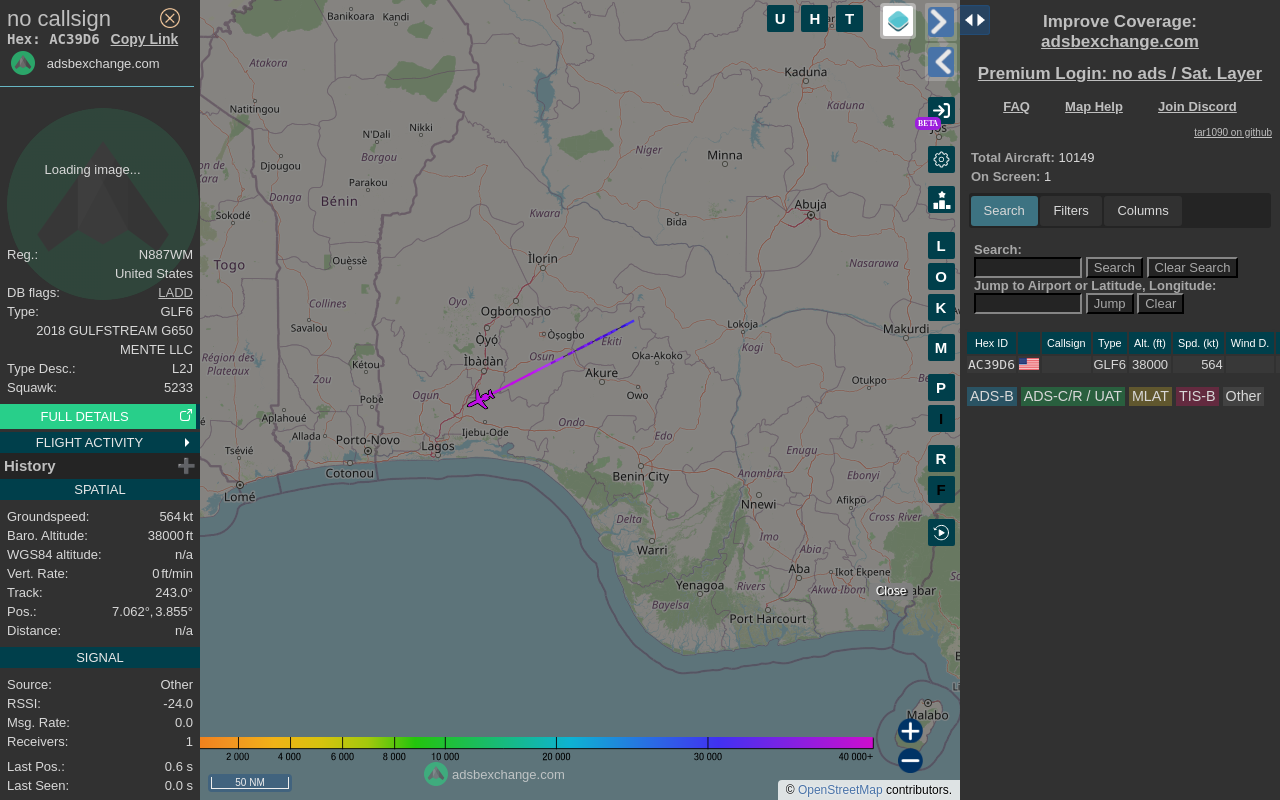 no callsign
Hex: AC39D6 Copy Link
adsbexchange.com
Loading image...
Reg.: N887WM
United States
DB flags: LADD
Type: GLF6
2018 GULFSTREAM G650
MENTE LLC
Type Desc.: L2J
Squawk: 5233
FULL DETAILS
FLIGHT ACTIVITY
History
SPATIAL
Groundspeed: 564 kt
Baro. Altitude: 38000 ft
WGS84 altitude: n/a
Vert. Rate: 0 ft/min
Track: 243.0°
Pos.: 7.062°, 3.855°
Distance: n/a
SIGNAL
Source: Other
RSSI: -24.0
Msg. Rate: 0.0
Receivers: 1
Last Pos.: 0.6 s
Last Seen: 0.0 s
Banikoara Kandi
Atakora
Natitingou
N'Dali Nikki
Borgou
Djougou
Parakou
Donga
Bénin
Sokodé
Togo
Ouèssè
Collines
Savalou
Région des
Plateaux
Kétou
Zou
Pobè
Aplahoué
Allada
Porto-Novo
Tsévié
Cotonou
Lomé
Kaduna
Kaduna
Jos
Niger
Minna
Abuja
Kwara
Bida
Nasarawa
Ìlọrin
Oyo
Ogbomosho
Oyó
Òṣogbo
Osun
Ekiti
Ìbàdàn
Lokoja
Makurdi
Kogi
Oka-Akoko
Akure
Owo
Otukpo
Ogun
Ijebu-Ode
Ondo
Edo
Lagos
Enugu
Benin City
Anambra
Ebonyi
Nnewi
Afikpo
Cross River
Delta
Imo
Warri
Abia
Aba
Ikot Ekpene
Yenagoa
Rivers
Akwa Ibom
Bayelsa
Port Harcourt
Malabo
Close
U H T
BETA
L
O
K
M
P
I
R
F
2 000 4 000 6 000 8 000 10 000 20 000 30 000 40 000+
50 NM
adsbexchange.com
© OpenStreetMap contributors.
Improve Coverage:
adsbexchange.com
Premium Login: no ads / Sat. Layer
FAQ Map Help Join Discord
tar1090 on github
Total Aircraft: 10149
On Screen: 1
Search Filters Columns
Search:
Search Clear Search
Jump to Airport or Latitude, Longitude:
Jump Clear
Hex ID Callsign Type Alt. (ft) Spd. (kt) Wind D.
AC39D6 GLF6 38000 564
ADS-B ADS-C/R / UAT MLAT TIS-B Other